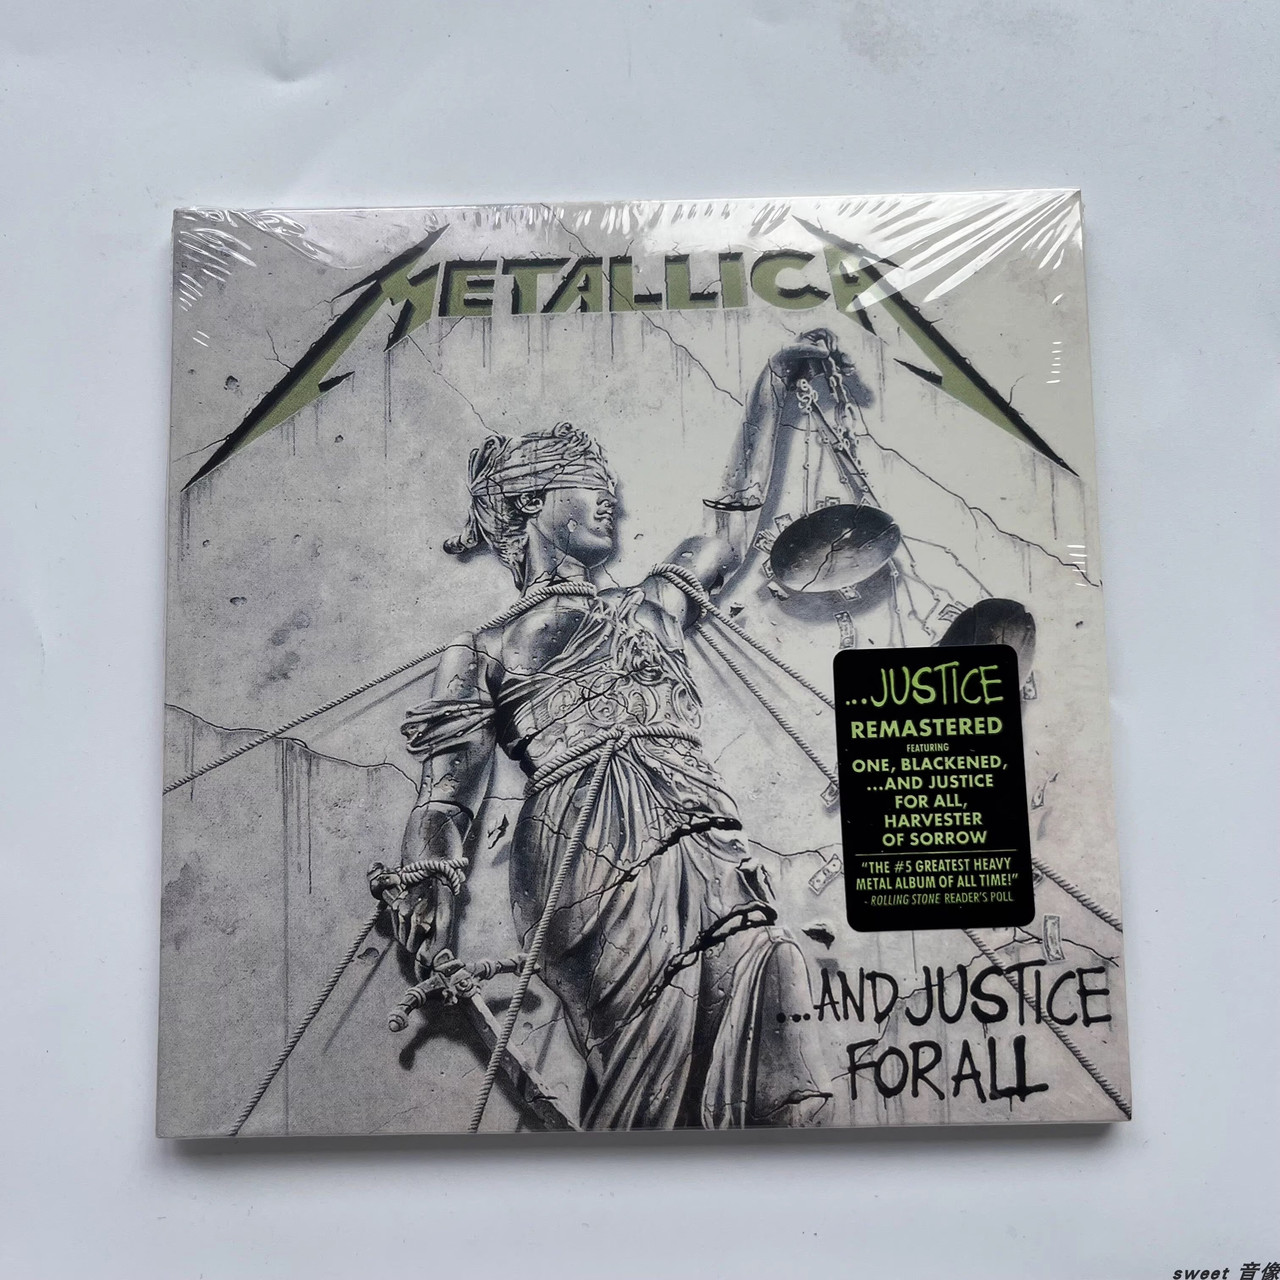 METALLICA
...JUSTICE
REMASTERED
FEATURING
ONE, BLACKENED,
...AND JUSTICE
FOR ALL,
HARVESTER
OF SORROW
"THE #5 GREATEST HEAVY
METAL ALBUM OF ALL TIME!"
- ROLLING STONE READER'S POLL
...AND JUSTICE
FOR ALL
sweet 音像